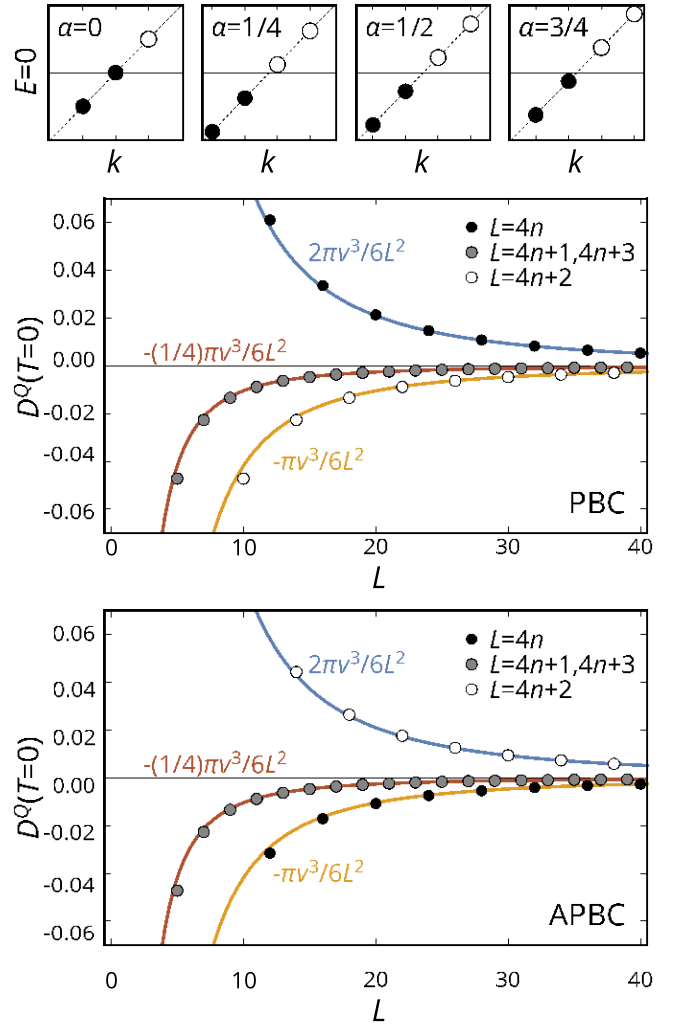 α=0 α=1/4 α=1/2 α=3/4
E=0
k k k k
0.06
0.04
0.02
0.00
-0.02
-0.04
-0.06
D^Q(T=0)
2πv³/6L²
L=4n
L=4n+1,4n+3
L=4n+2
-(1/4)πv³/6L²
-πv³/6L²
PBC
0 10 20 30 40
L
0.06
0.04
0.02
0.00
-0.02
-0.04
-0.06
D^Q(T=0)
2πv³/6L²
L=4n
L=4n+1,4n+3
L=4n+2
-(1/4)πv³/6L²
-πv³/6L²
APBC
0 10 20 30 40
L